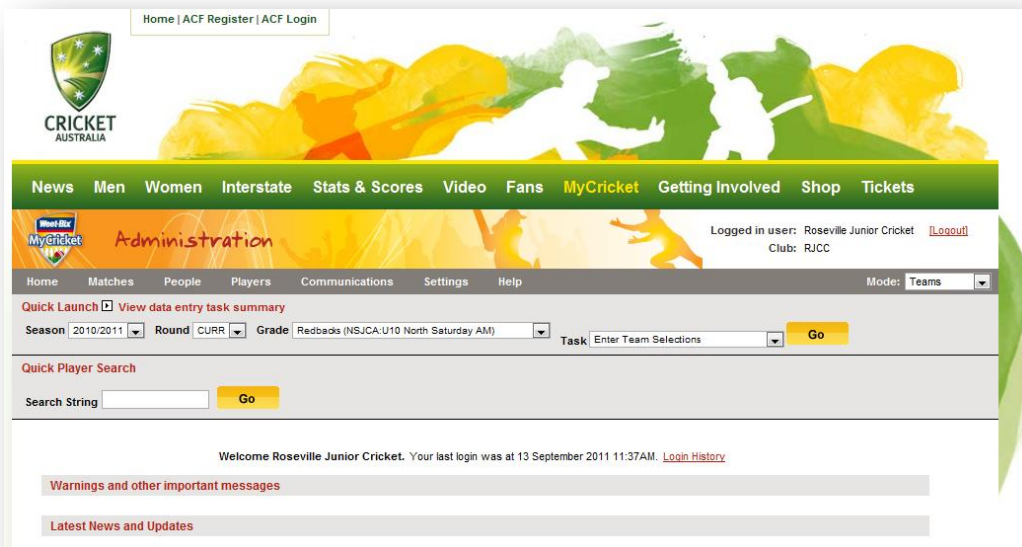 Home | ACF Register | ACF Login
CRICKET
AUSTRALIA
News Men Women Interstate Stats & Scores Video Fans MyCricket Getting Involved Shop Tickets
Weet-Bix
MyCricket
Administration
Logged in user: Roseville Junior Cricket [Logout]
Club: RJCC
Home Matches People Players Communications Settings Help Mode: Teams
Quick Launch View data entry task summary
Season 2010/2011 Round CURR Grade Redbacks (NSJCA:U10 North Saturday AM) Task Enter Team Selections Go
Quick Player Search
Search String Go
Welcome Roseville Junior Cricket. Your last login was at 13 September 2011 11:37AM. Login History
Warnings and other important messages
Latest News and Updates